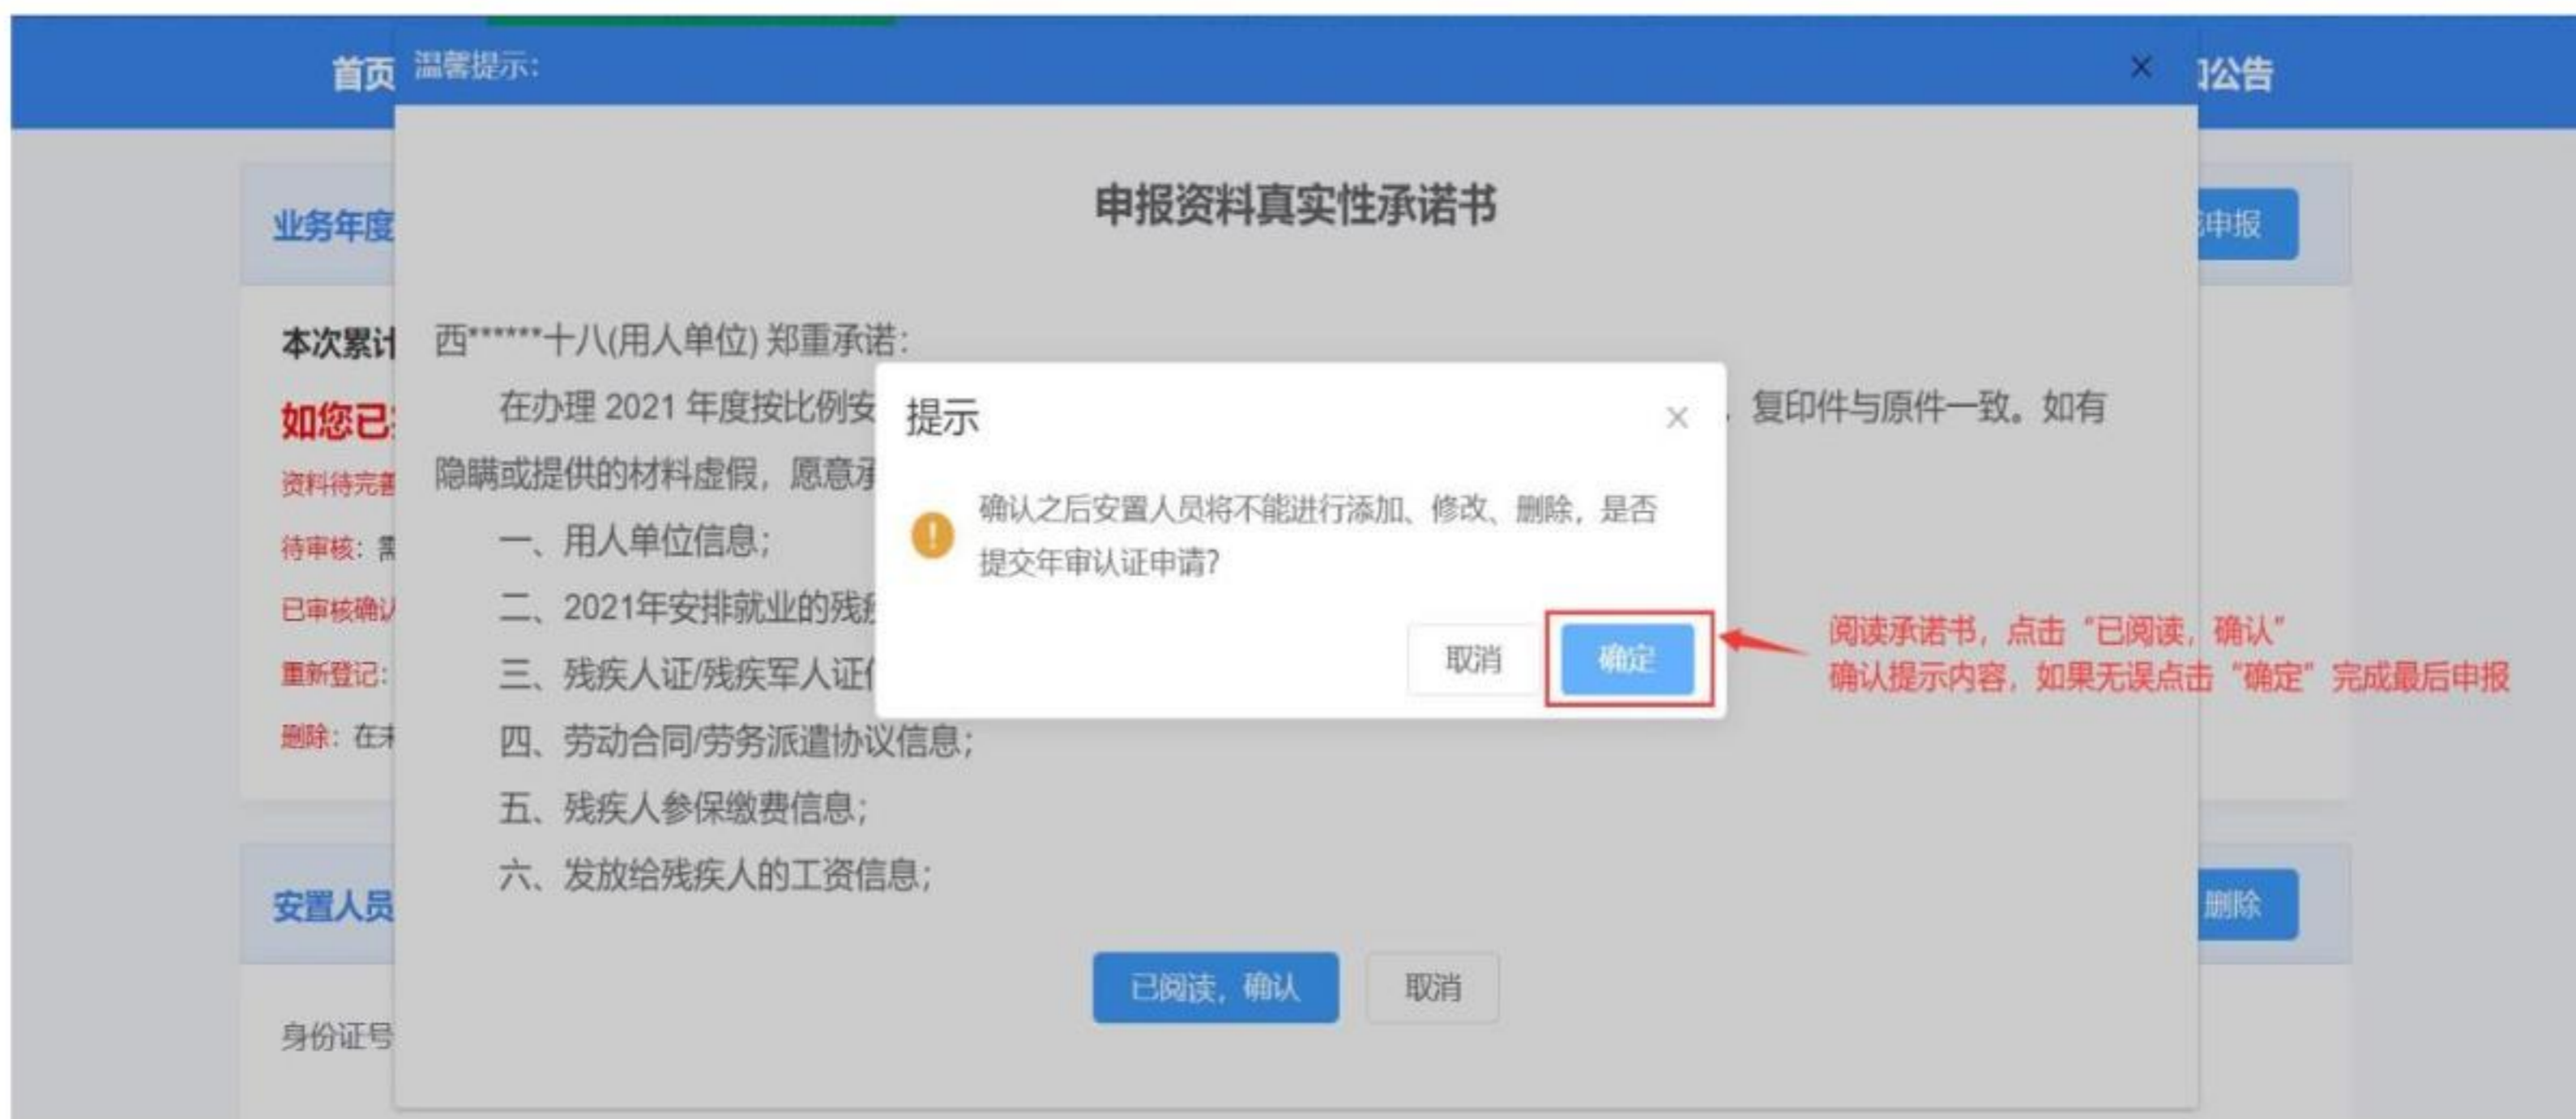 首页
温馨提示：
×
公告
申报资料真实性承诺书
业务年度
申报
本次累计
西******十八(用人单位) 郑重承诺：
在办理 2021 年度按比例安
，复印件与原件一致。如有
如您已
提示
×
资料待完善
隐瞒或提供的材料虚假，愿意承
确认之后安置人员将不能进行添加、修改、删除，是否
提交年审认证申请?
待审核：需
一、用人单位信息；
已审核确认
二、2021年安排就业的残疾
取消
确定
阅读承诺书，点击“已阅读，确认”
确认提示内容，如果无误点击“确定”完成最后申报
重新登记：
三、残疾人证/残疾军人证信
删除：在未
四、劳动合同/劳务派遣协议信息；
五、残疾人参保缴费信息；
六、发放给残疾人的工资信息；
安置人员
删除
已阅读，确认
取消
身份证号